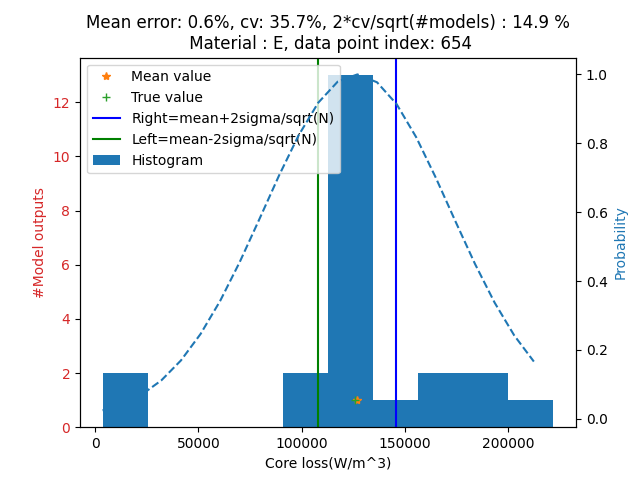 Mean error: 0.6%, cv: 35.7%, 2*cv/sqrt(#models) : 14.9 %
Material : E, data point index: 654
Mean value
True value
Right=mean+2sigma/sqrt(N)
Left=mean-2sigma/sqrt(N)
Histogram
#Model outputs
12
10
8
6
4
2
0
1.0
0.8
0.6
0.4
0.2
0.0
Probability
0 50000 100000 150000 200000
Core loss(W/m^3)